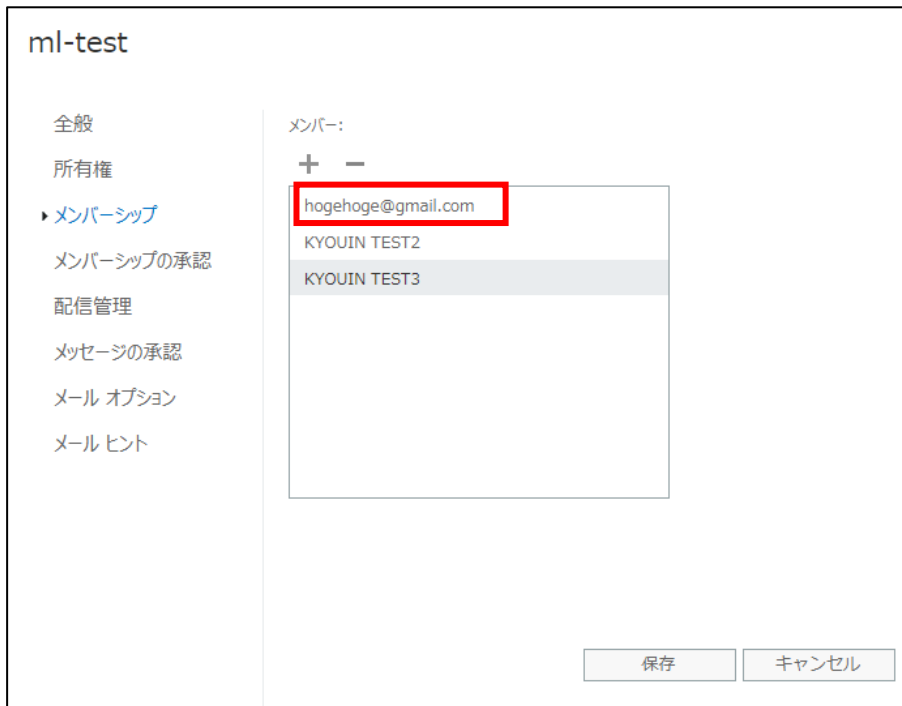 ml-test
全般
所有権
メンバーシップ
メンバーシップの承認
配信管理
メッセージの承認
メール オプション
メール ヒント
メンバー:
hogehoge@gmail.com
KYOUIN TEST2
KYOUIN TEST3
保存
キャンセル